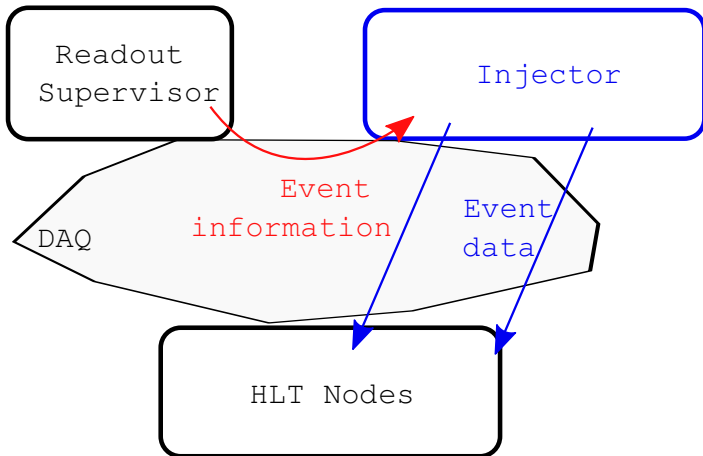 Readout
Supervisor
Injector
Event
information
Event
data
DAQ
HLT Nodes